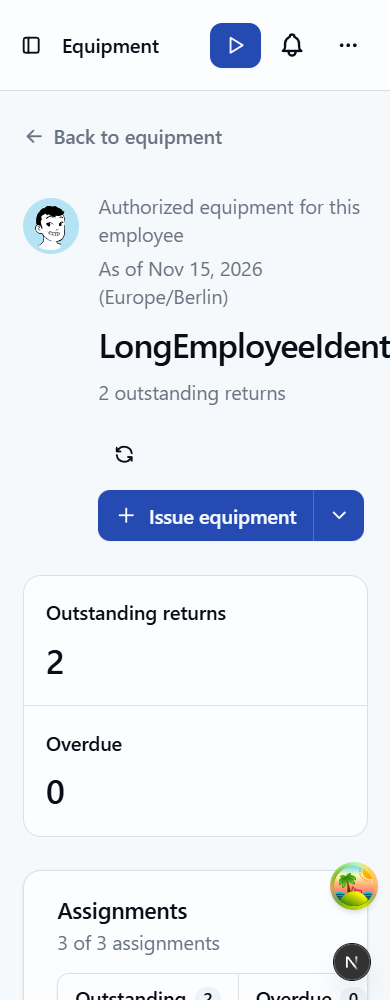 Equipment
Back to equipment
Authorized equipment for this
employee
As of Nov 15, 2026
(Europe/Berlin)
LongEmployeeIdent
2 outstanding returns
Issue equipment
Outstanding returns
2
Overdue
0
Assignments
3 of 3 assignments
Outstanding 2 Overdue 0
N